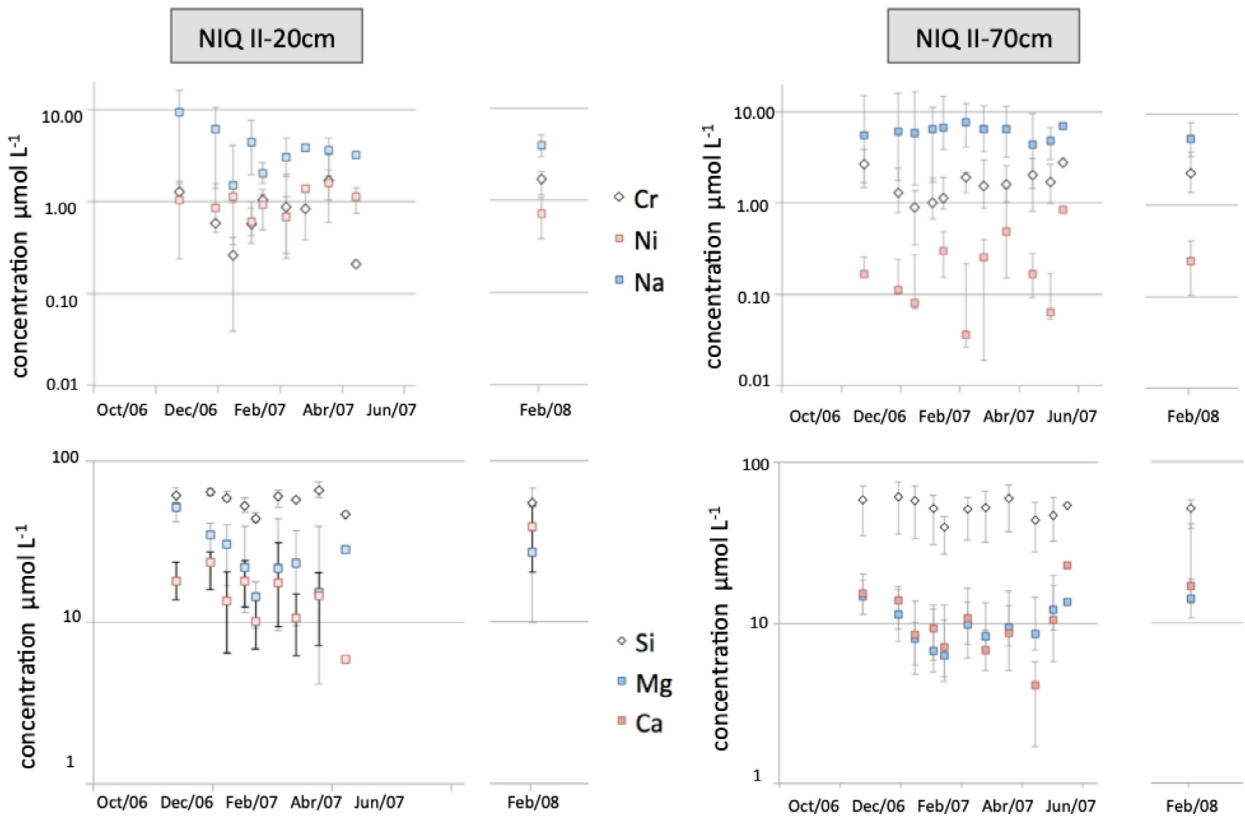 NIQ II-20cm
NIQ II-70cm
concentration µmol L-1
10.00
1.00
0.10
0.01
Oct/06 Dec/06 Feb/07 Abr/07 Jun/07
Feb/08
Cr
Ni
Na
concentration µmol L-1
10.00
1.00
0.10
0.01
Oct/06 Dec/06 Feb/07 Abr/07 Jun/07
Feb/08
concentration µmol L-1
100
10
1
Oct/06 Dec/06 Feb/07 Abr/07 Jun/07
Feb/08
Si
Mg
Ca
concentration µmol L-1
100
10
1
Oct/06 Dec/06 Feb/07 Abr/07 Jun/07
Feb/08